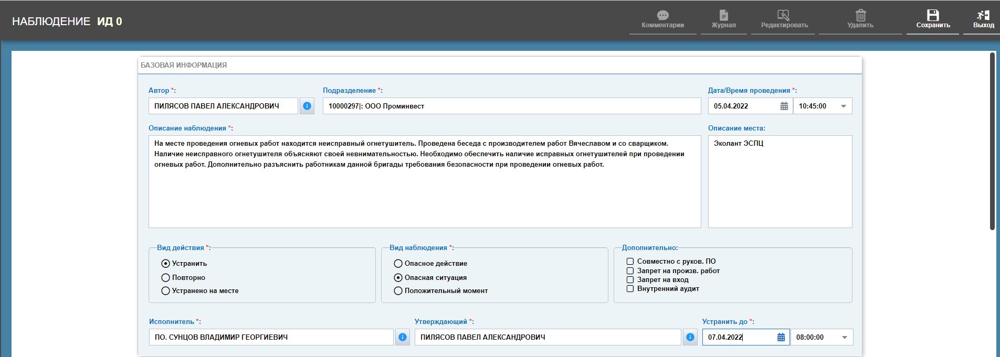 НАБЛЮДЕНИЕ ИД 0
Комментарии Журнал Редактировать Удалить Сохранить Выход
БАЗОВАЯ ИНФОРМАЦИЯ
Автор *: Подразделение *: Дата/Время проведения *:
ПИЛЯСОВ ПАВЕЛ АЛЕКСАНДРОВИЧ 10000297|: ООО Проминвест 05.04.2022 10:45:00
Описание наблюдения *: Описание места:
На месте проведения огневых работ находится неисправный огнетушитель. Проведена беседа с производителем работ Вячеславом и со сварщиком.
Наличие неисправного огнетушителя объясняют своей невнимательностью. Необходимо обеспечить наличие исправных огнетушителей при проведении
огневых работ. Дополнительно разъяснить работникам данной бригады требования безопасности при проведении огневых работ.
Эколант ЭСПЦ
Вид действия *:
Устранить
Повторно
Устранено на месте
Вид наблюдения *:
Опасное действие
Опасная ситуация
Положительный момент
Дополнительно:
Совместно с руков. ПО
Запрет на произв. работ
Запрет на вход
Внутренний аудит
Исполнитель *: Утверждающий *: Устранить до *:
ПО. СУНЦОВ ВЛАДИМИР ГЕОРГИЕВИЧ ПИЛЯСОВ ПАВЕЛ АЛЕКСАНДРОВИЧ 07.04.2022 08:00:00